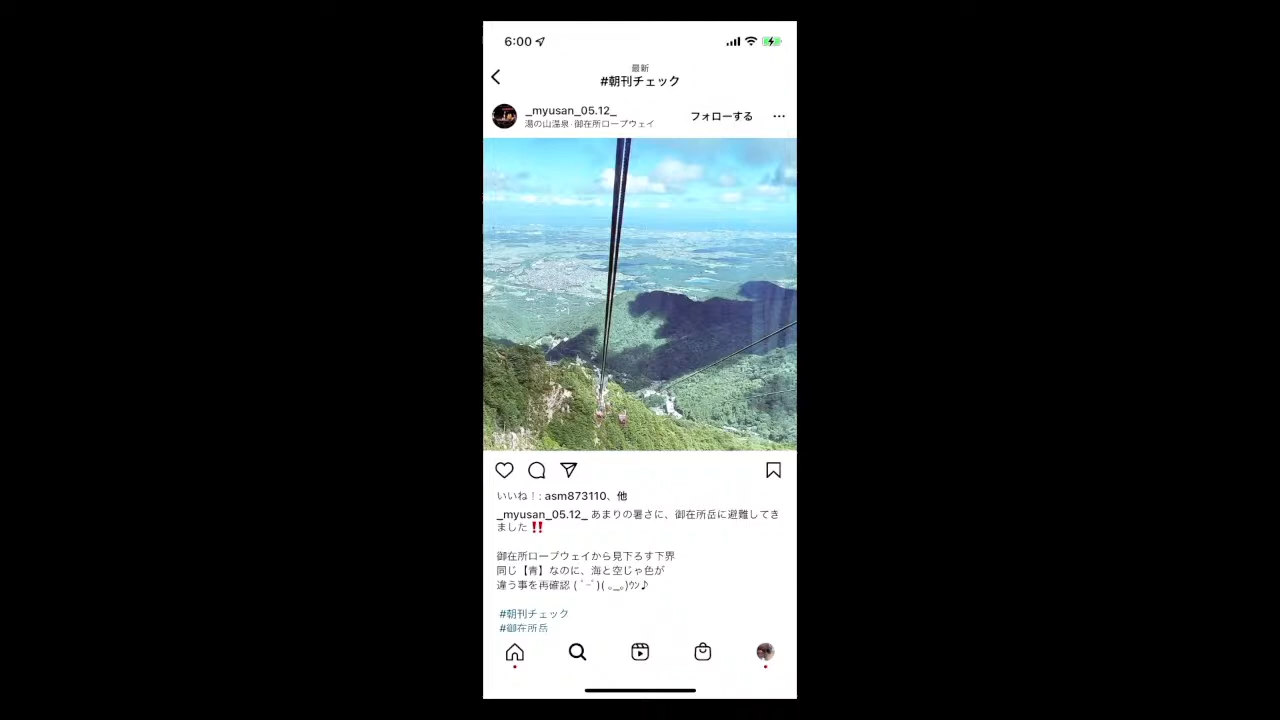 6:00
最新
#朝刊チェック
_myusan_05.12_
湯の山温泉·御在所ロープウェイ
フォローする
いいね！: asm873110、他
_myusan_05.12_ あまりの暑さに、御在所岳に避難してき
ました‼️
御在所ロープウェイから見下ろす下界
同じ【青】なのに、海と空じゃ色が
違う事を再確認 ( ˙ｰ˙ )( ｡_｡)ｳﾝ♪
#朝刊チェック
#御在所岳